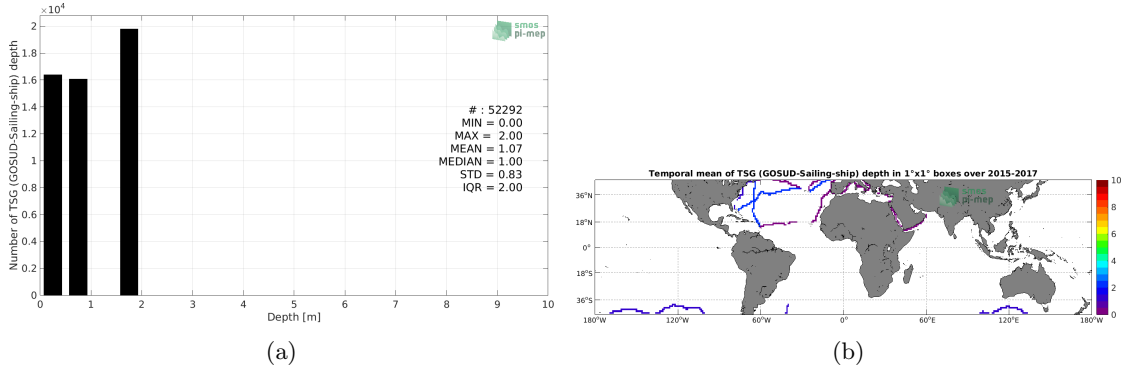 ×10⁴
2
1.8
1.6
1.4
1.2
1
0.8
0.6
0.4
0.2
0
Number of TSG (GOSUD-Sailing-ship) depth
smos
pi-mep
# : 52292
MIN = 0.00
MAX = 2.00
MEAN = 1.07
MEDIAN = 1.00
STD = 0.83
IQR = 2.00
0 1 2 3 4 5 6 7 8 9 10
Depth [m]
(a)
Temporal mean of TSG (GOSUD-Sailing-ship) depth in 1°x1° boxes over 2015-2017
smos
pi-mep
36°N
18°N
0°
18°S
36°S
180°W 120°W 60°W 0° 60°E 120°E 180°W
10
8
6
4
2
0
(b)